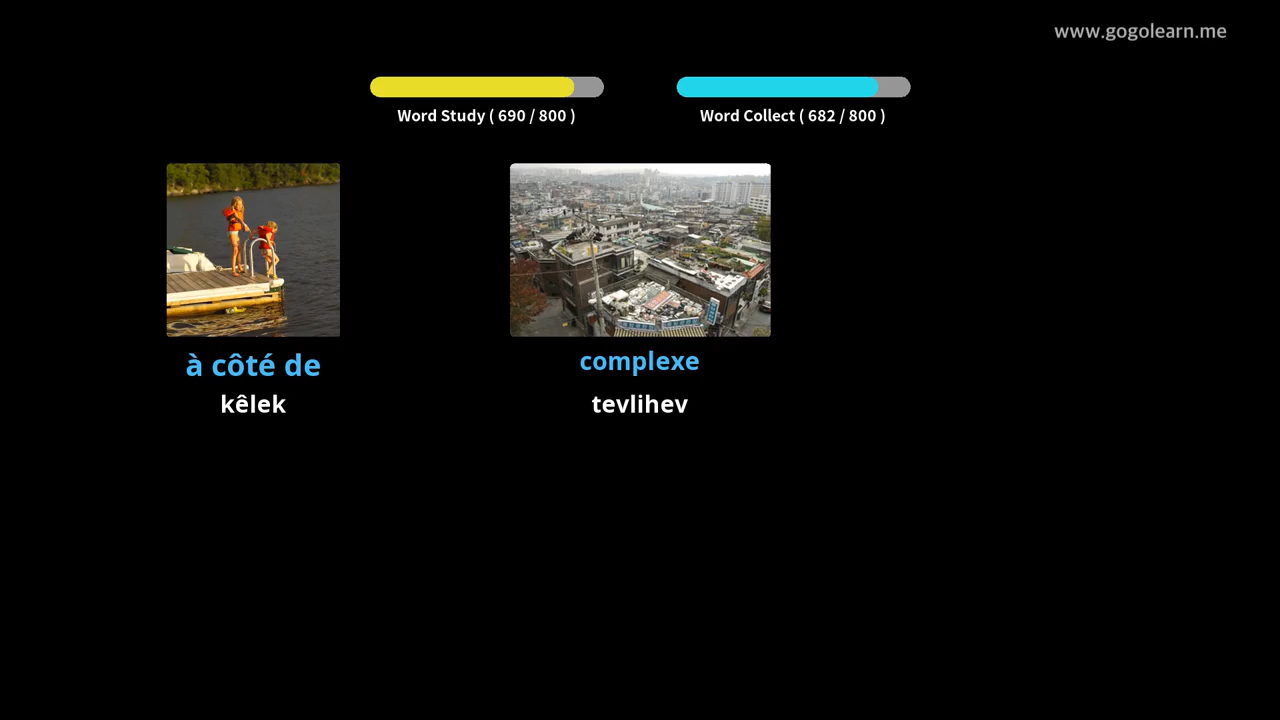 www.gogolearn.me
Word Study ( 690 / 800 )
Word Collect ( 682 / 800 )
à côté de
kêlek
complexe
tevlihev